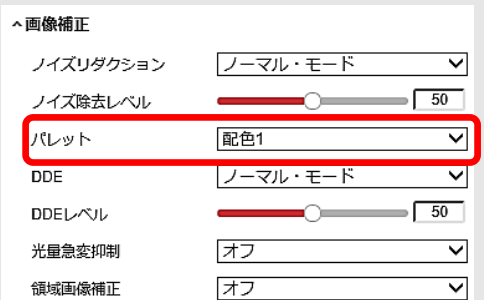 画像補正
ノイズリダクション ノーマル・モード
ノイズ除去レベル 50
パレット 配色1
DDE ノーマル・モード
DDEレベル 50
光量急変抑制 オフ
領域画像補正 オフ